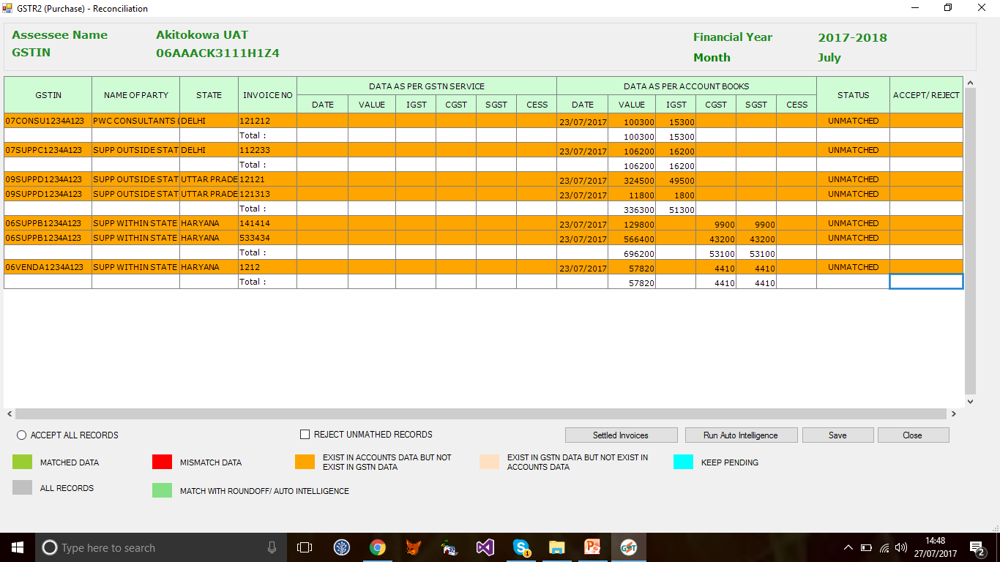 GSTR2 (Purchase) - Reconciliation
Assessee Name Akitokowa UAT Financial Year 2017-2018
GSTIN 06AAACK3111H1Z4 Month July
GSTIN NAME OF PARTY STATE INVOICE NO DATA AS PER GSTN SERVICE DATA AS PER ACCOUNT BOOKS STATUS ACCEPT/ REJECT
DATE VALUE IGST CGST SGST CESS DATE VALUE IGST CGST SGST CESS
07CONSU1234A123 PWC CONSULTANTS ( DELHI 121212 23/07/2017 100300 15300 UNMATCHED
Total : 100300 15300
07SUPPC1234A123 SUPP OUTSIDE STAT DELHI 112233 23/07/2017 106200 16200 UNMATCHED
Total : 106200 16200
09SUPPD1234A123 SUPP OUTSIDE STAT UTTAR PRADE 12121 23/07/2017 324500 49500 UNMATCHED
09SUPPD1234A123 SUPP OUTSIDE STAT UTTAR PRADE 121313 23/07/2017 11800 1800 UNMATCHED
Total : 336300 51300
06SUPPB1234A123 SUPP WITHIN STATE HARYANA 141414 23/07/2017 129800 9900 9900 UNMATCHED
06SUPPB1234A123 SUPP WITHIN STATE HARYANA 533434 23/07/2017 566400 43200 43200 UNMATCHED
Total : 696200 53100 53100
06VENDA1234A123 SUPP WITHIN STATE HARYANA 1212 23/07/2017 57820 4410 4410 UNMATCHED
Total : 57820 4410 4410
ACCEPT ALL RECORDS REJECT UNMATHED RECORDS Settled Invoices Run Auto Intelligence Save Close
MATCHED DATA MISMATCH DATA EXIST IN ACCOUNTS DATA BUT NOT EXIST IN GSTN DATA EXIST IN GSTN DATA BUT NOT EXIST IN ACCOUNTS DATA KEEP PENDING
ALL RECORDS MATCH WITH ROUNDOFF/ AUTO INTELLIGENCE
Type here to search
1
GST
14:48
27/07/2017
2